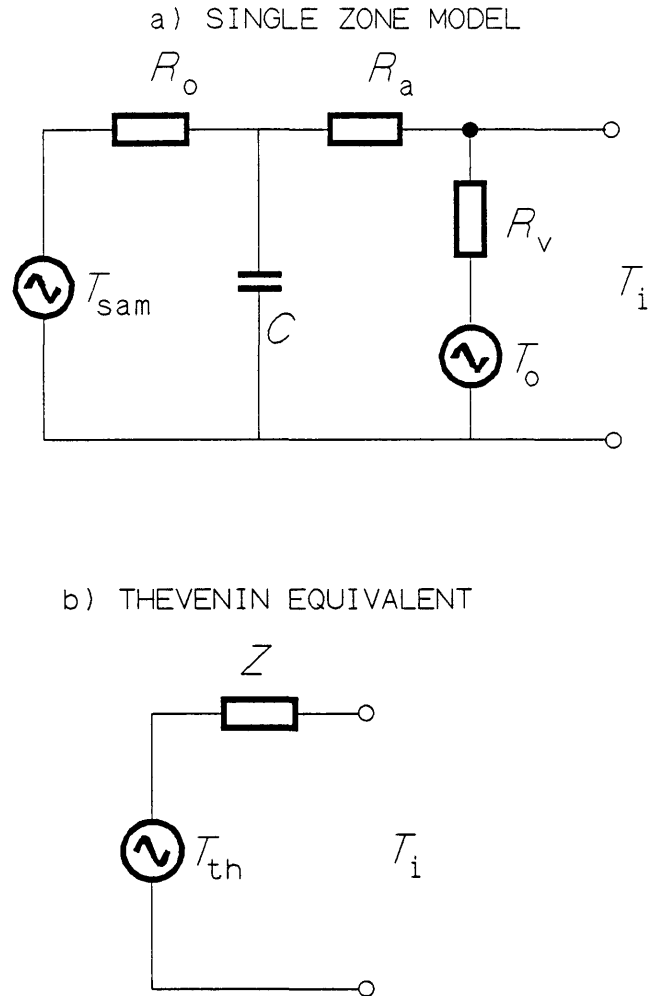 a) SINGLE ZONE MODEL
Ro Ra
Rv
Tsam
C
To
Ti
b) THEVENIN EQUIVALENT
Z
Tth
Ti